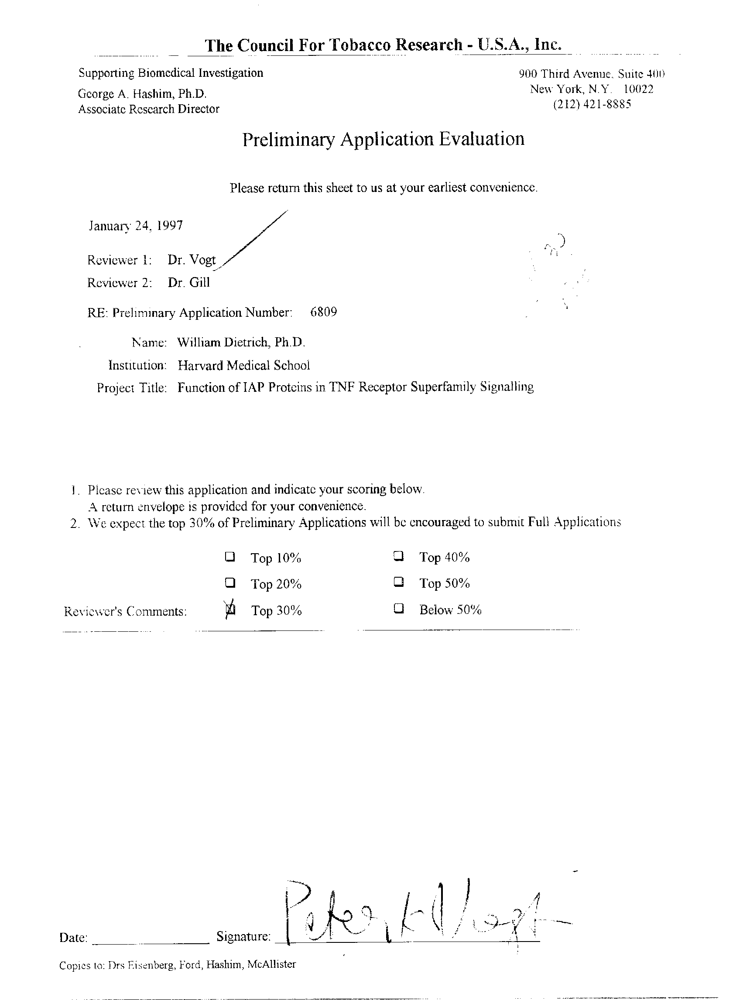 The Council For Tobacco Research - U.S.A., Inc.
Supporting Biomedical Investigation
900 Third Avenue, Suite 400
George A. Hashim, Ph.D.
New York, N.Y. 10022
Associate Research Director
(212) 421-8885
Preliminary Application Evaluation
Please return this sheet to us at your earliest convenience.
January 24, 1997
Reviewer 1: Dr. Vogt
Reviewer 2: Dr. Gill
RE: Preliminary Application Number: 6809
Name: William Dietrich, Ph.D.
Institution: Harvard Medical School
Project Title: Function of IAP Proteins in TNF Receptor Superfamily Signalling
1. Please review this application and indicate your scoring below.
A return envelope is provided for your convenience.
2. We expect the top 30% of Preliminary Applications will be encouraged to submit Full Applications
Top 10% Top 40%
Top 20% Top 50%
Reviewer's Comments: Top 30% Below 50%
Date: Signature: Peter K Vogt
Copies to: Drs Eisenberg, Ford, Hashim, McAllister